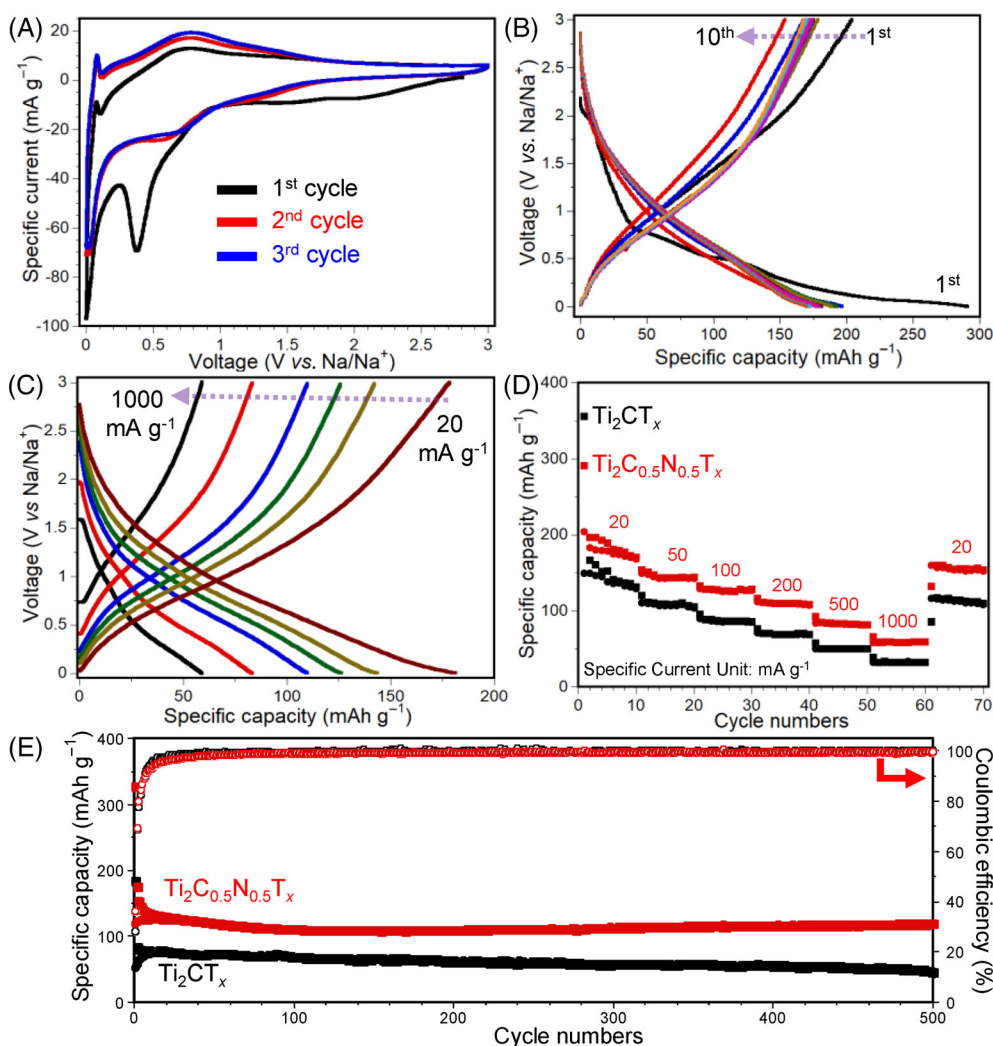 (A)
Specific current (mA g⁻¹)
20
0
-20
-40
-60
-80
-100
1ˢᵗ cycle
2ⁿᵈ cycle
3ʳᵈ cycle
0 0.5 1 1.5 2 2.5 3
Voltage (V vs. Na/Na⁺)
(B)
Voltage (V vs. Na/Na⁺)
3
2.5
2
1.5
1
0.5
0
10ᵗʰ 1ˢᵗ
1ˢᵗ
0 50 100 150 200 250 300
Specific capacity (mAh g⁻¹)
(C)
Voltage (V vs Na/Na⁺)
3
2.5
2
1.5
1
0.5
0
1000
mA g⁻¹
20
mA g⁻¹
0 50 100 150 200
Specific capacity (mAh g⁻¹)
(D)
Specific capacity (mAh g⁻¹)
400
300
200
100
0
Ti₂CTₓ
Ti₂C₀.₅N₀.₅Tₓ
20
50
100
200
500
1000
20
Specific Current Unit: mA g⁻¹
0 10 20 30 40 50 60 70
Cycle numbers
(E)
Specific capacity (mAh g⁻¹)
400
300
200
100
0
Ti₂C₀.₅N₀.₅Tₓ
Ti₂CTₓ
100
80
60
40
20
0
Coulombic efficiency (%)
0 100 200 300 400 500
Cycle numbers